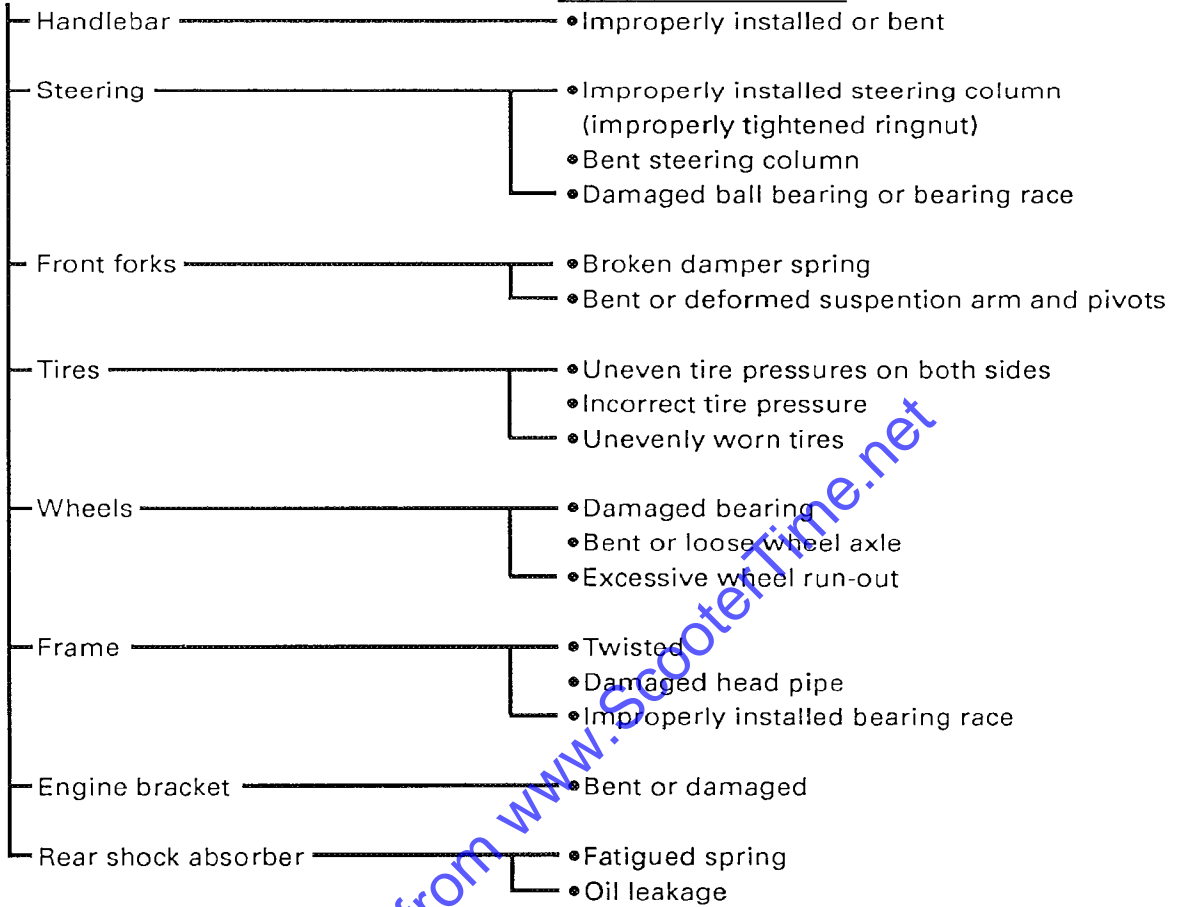 Handlebar •Improperly installed or bent
Steering •Improperly installed steering column
(improperly tightened ringnut)
•Bent steering column
•Damaged ball bearing or bearing race
Front forks •Broken damper spring
•Bent or deformed suspention arm and pivots
Tires •Uneven tire pressures on both sides
•Incorrect tire pressure
•Unevenly worn tires
Wheels •Damaged bearing
•Bent or loose wheel axle
•Excessive wheel run-out
Frame •Twisted
•Damaged head pipe
•Improperly installed bearing race
Engine bracket •Bent or damaged
Rear shock absorber •Fatigued spring
•Oil leakage
from www.ScooterTime.net